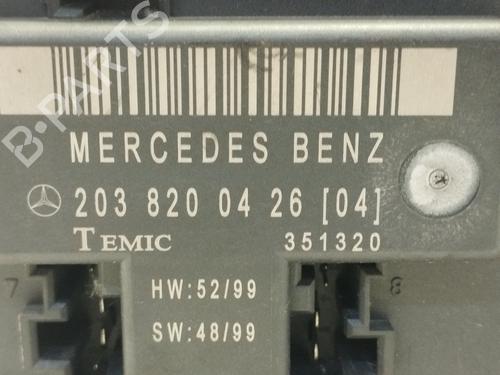 B-PARTS
MERCEDES BENZ
203 820 04 26 [04]
TEMIC 351320
7 8
HW:52/99
SW:48/99